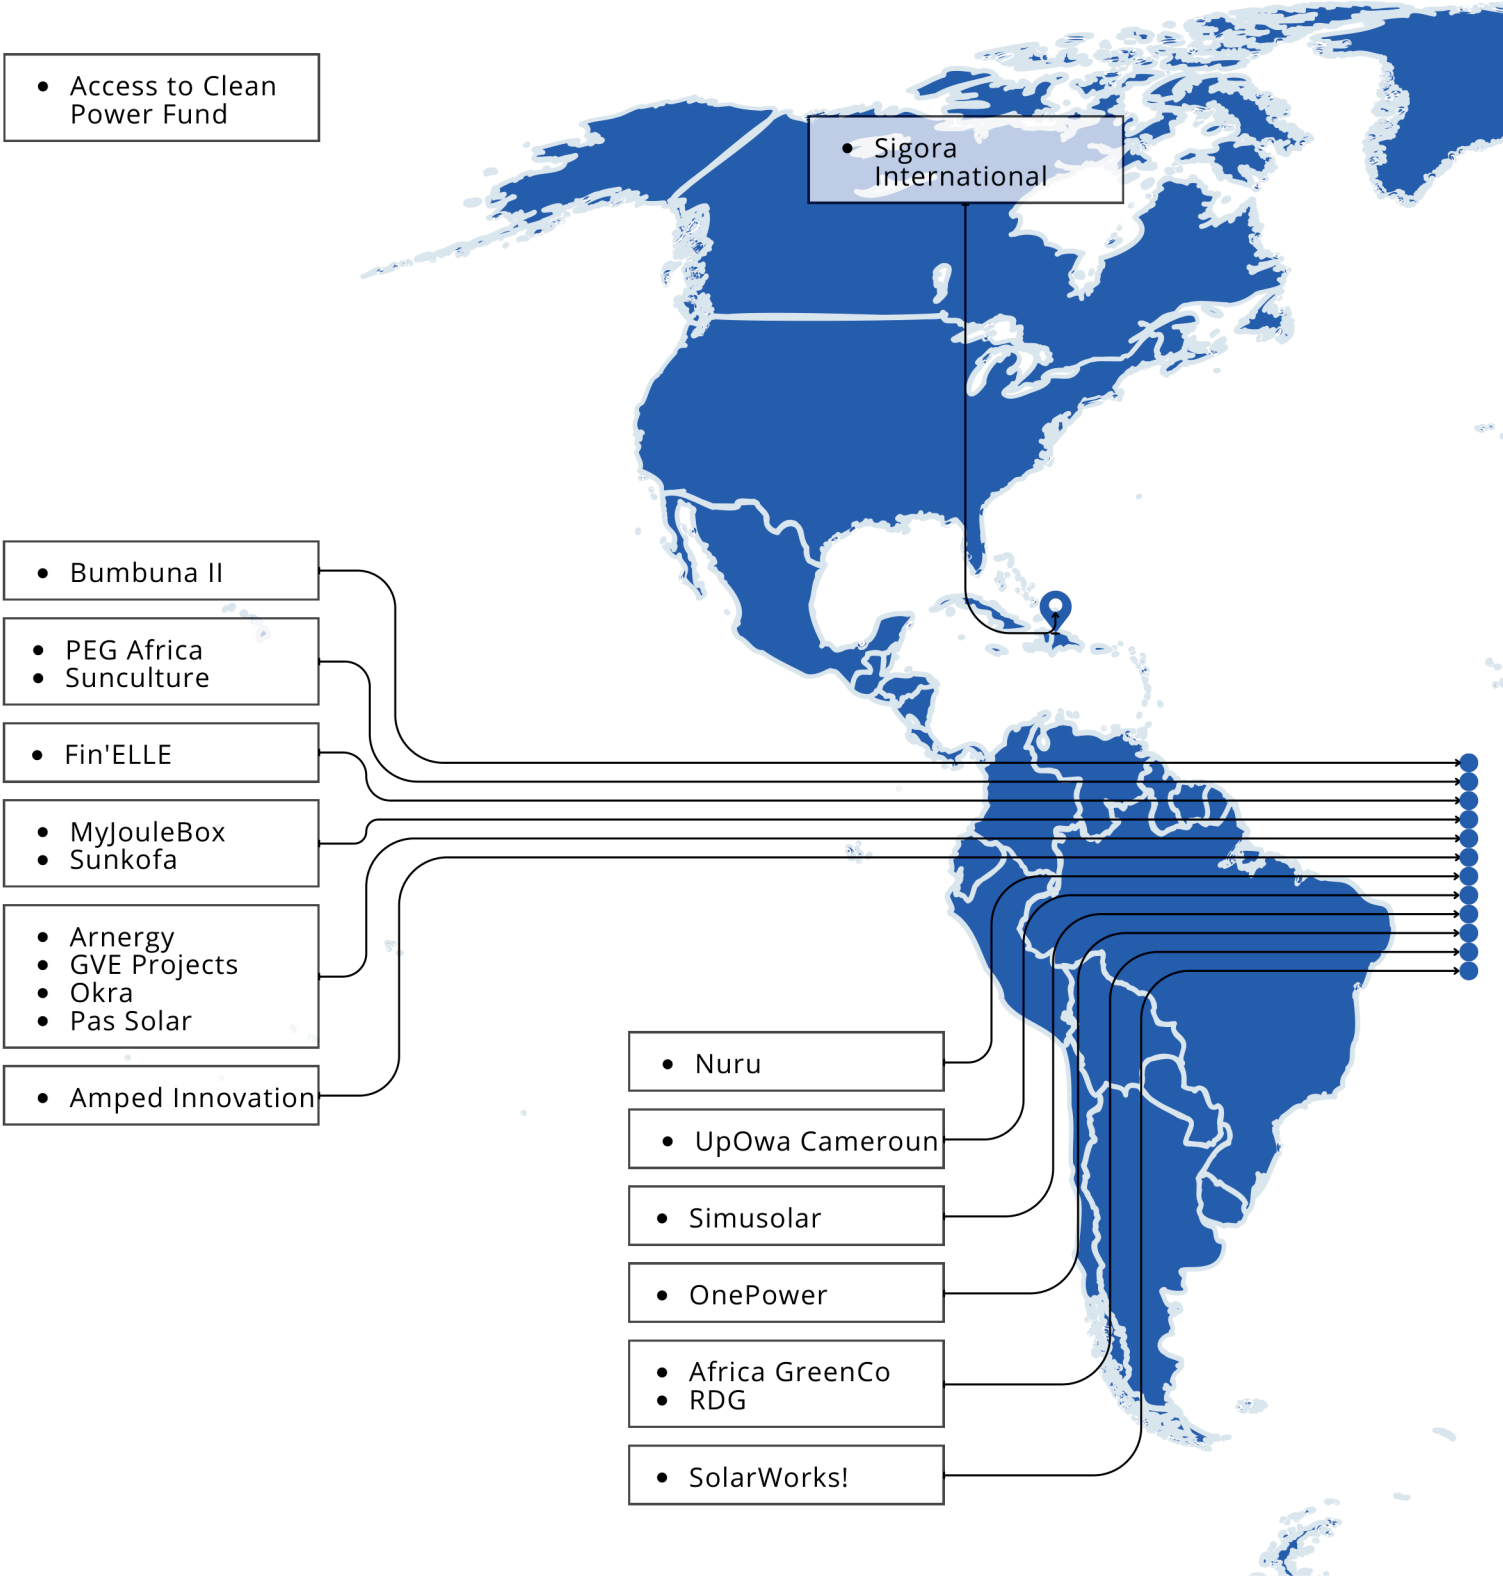 Access to Clean
Power Fund
Sigora
International
Bumbuna II
PEG Africa
Sunculture
Fin'ELLE
MyJouleBox
Sunkofa
Arnergy
GVE Projects
Okra
Pas Solar
Amped Innovation
Nuru
UpOwa Cameroun
Simusolar
OnePower
Africa GreenCo
RDG
SolarWorks!